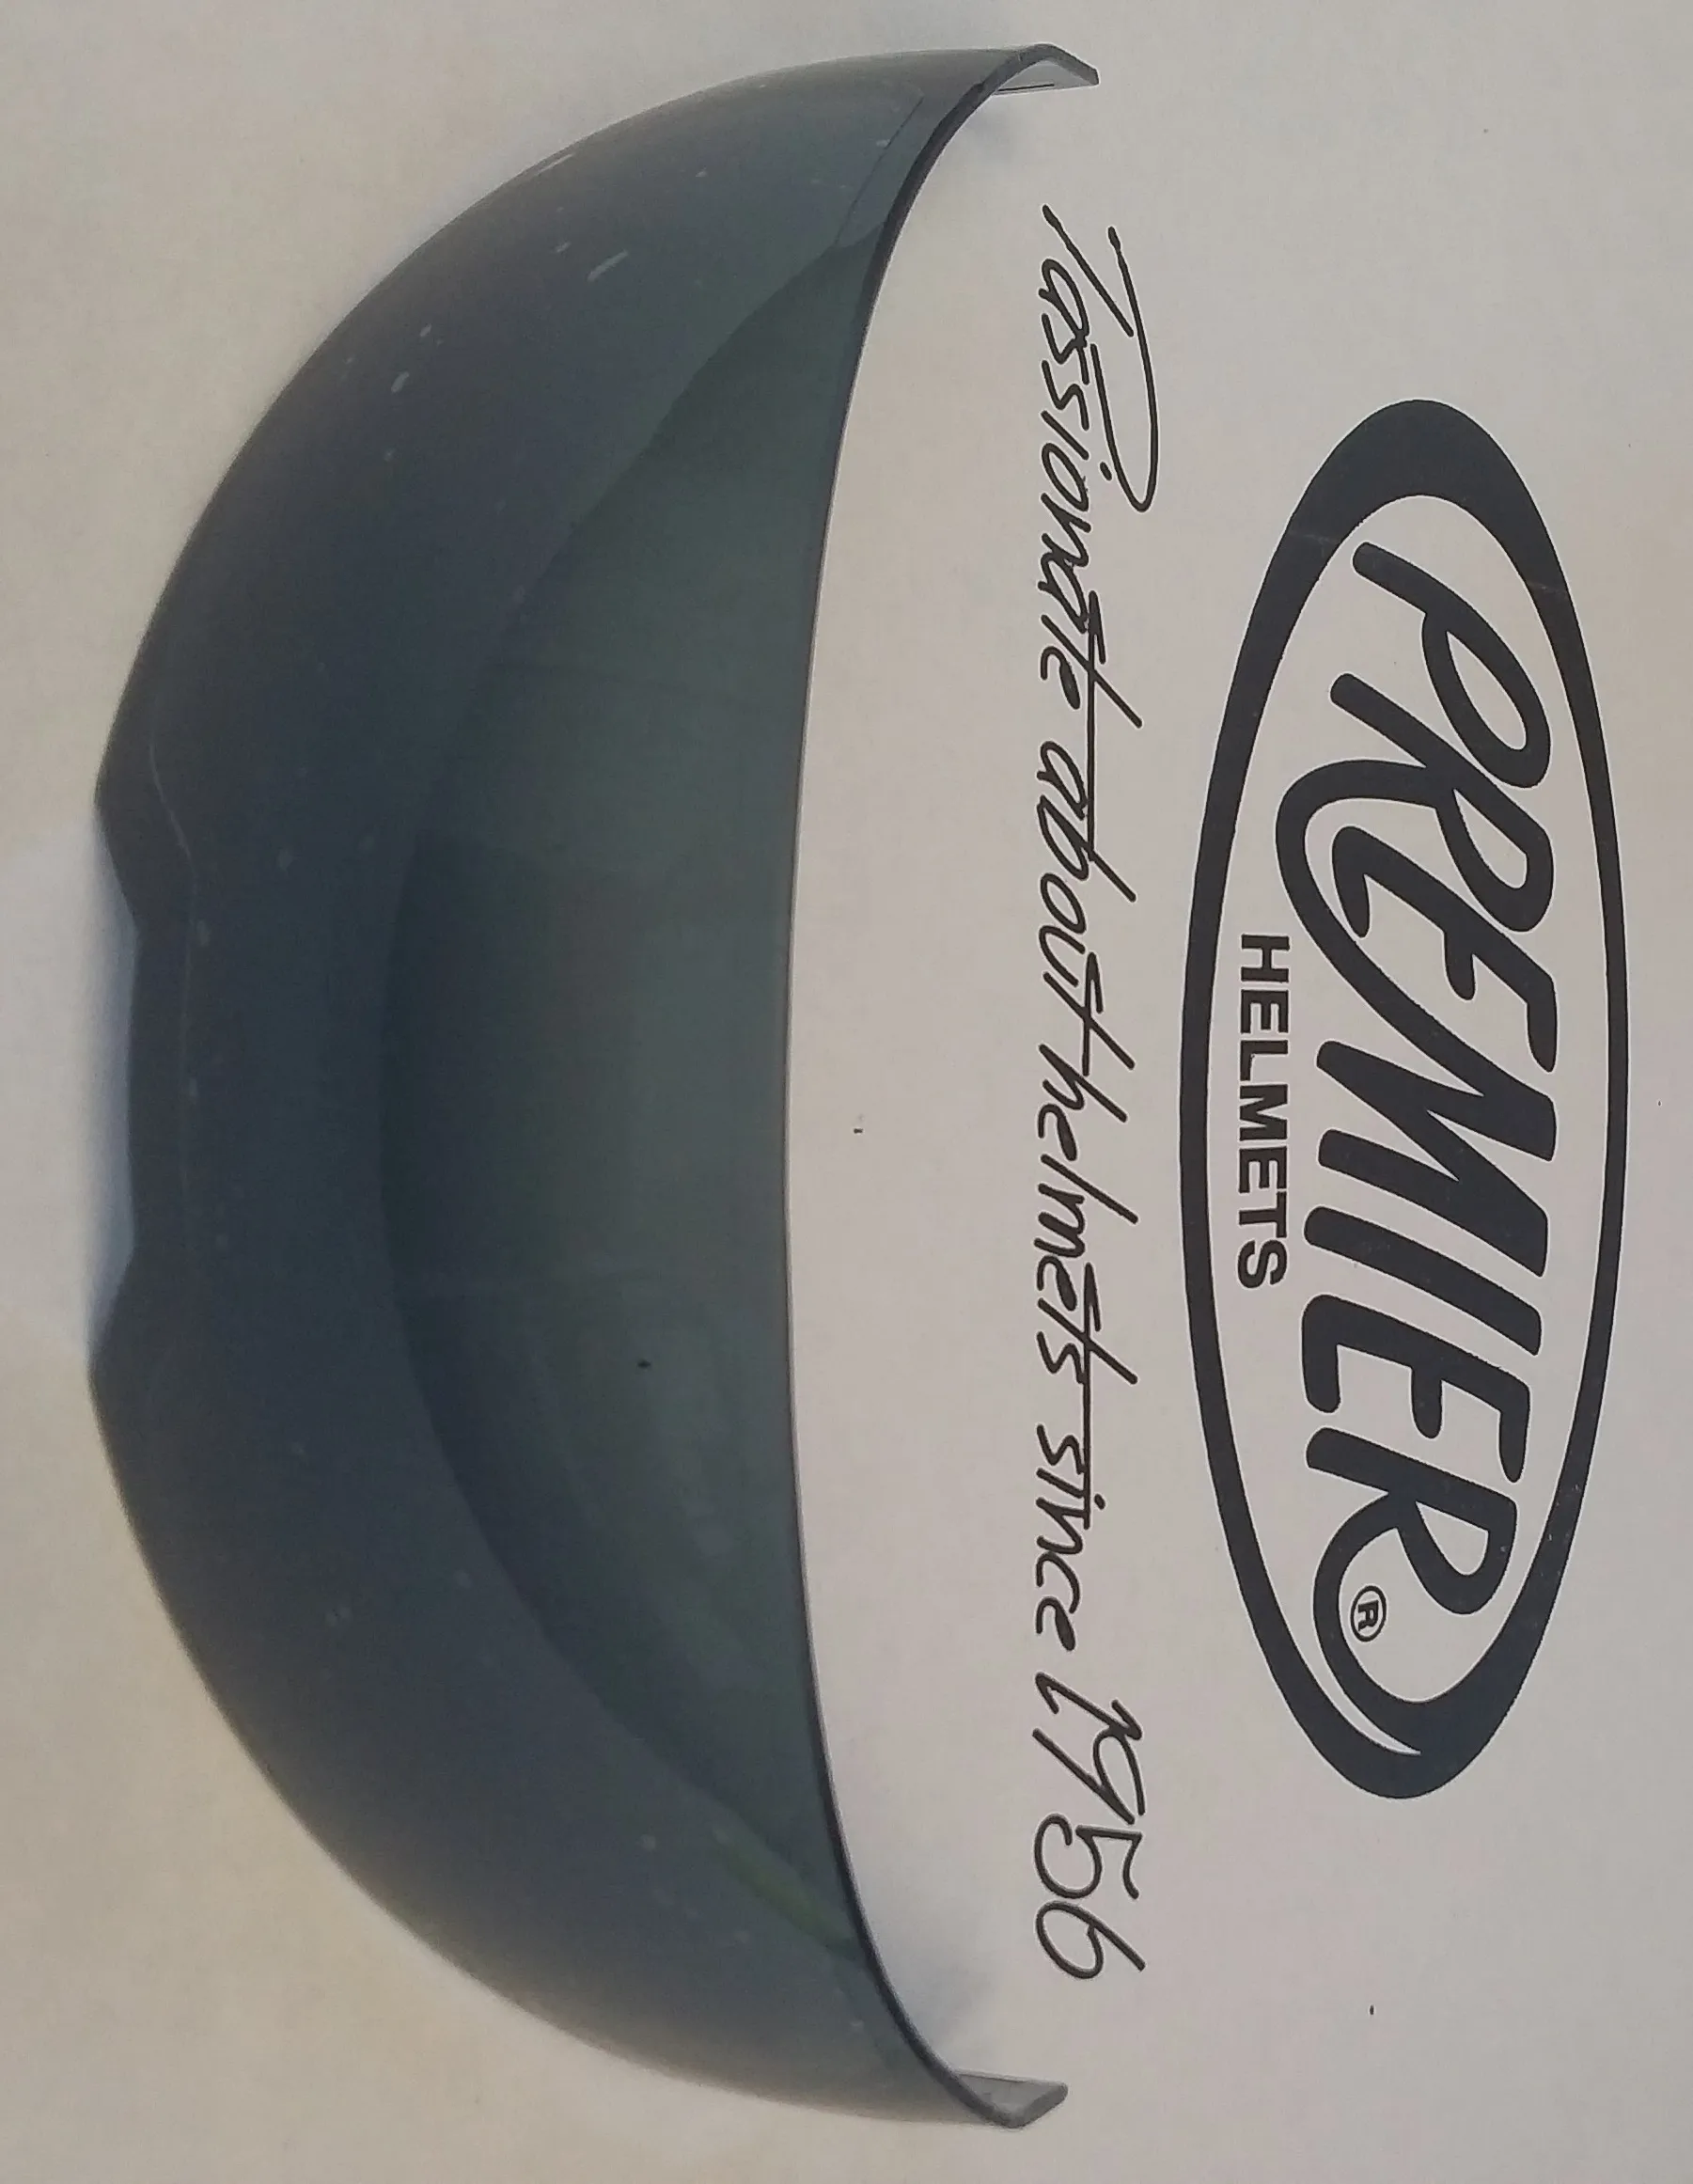 PREMIER®
HELMETS
Passionate about helmets since 1956